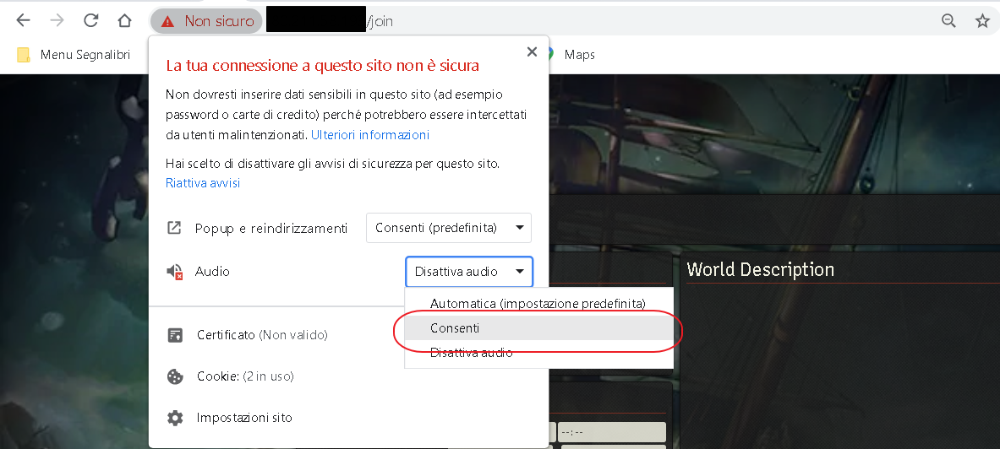 Non sicuro /join
Menu Segnalibri Maps
La tua connessione a questo sito non è sicura
Non dovresti inserire dati sensibili in questo sito (ad esempio
password o carte di credito) perché potrebbero essere intercettati
da utenti malintenzionati. Ulteriori informazioni
Hai scelto di disattivare gli avvisi di sicurezza per questo sito.
Riattiva avvisi
Popup e reindirizzamenti Consenti (predefinita)
Audio Disattiva audio
World Description
Automatica (impostazione predefinita)
Consenti
Disattiva audio
Certificato (Non valido)
Cookie: (2 in uso)
Impostazioni sito
--:--